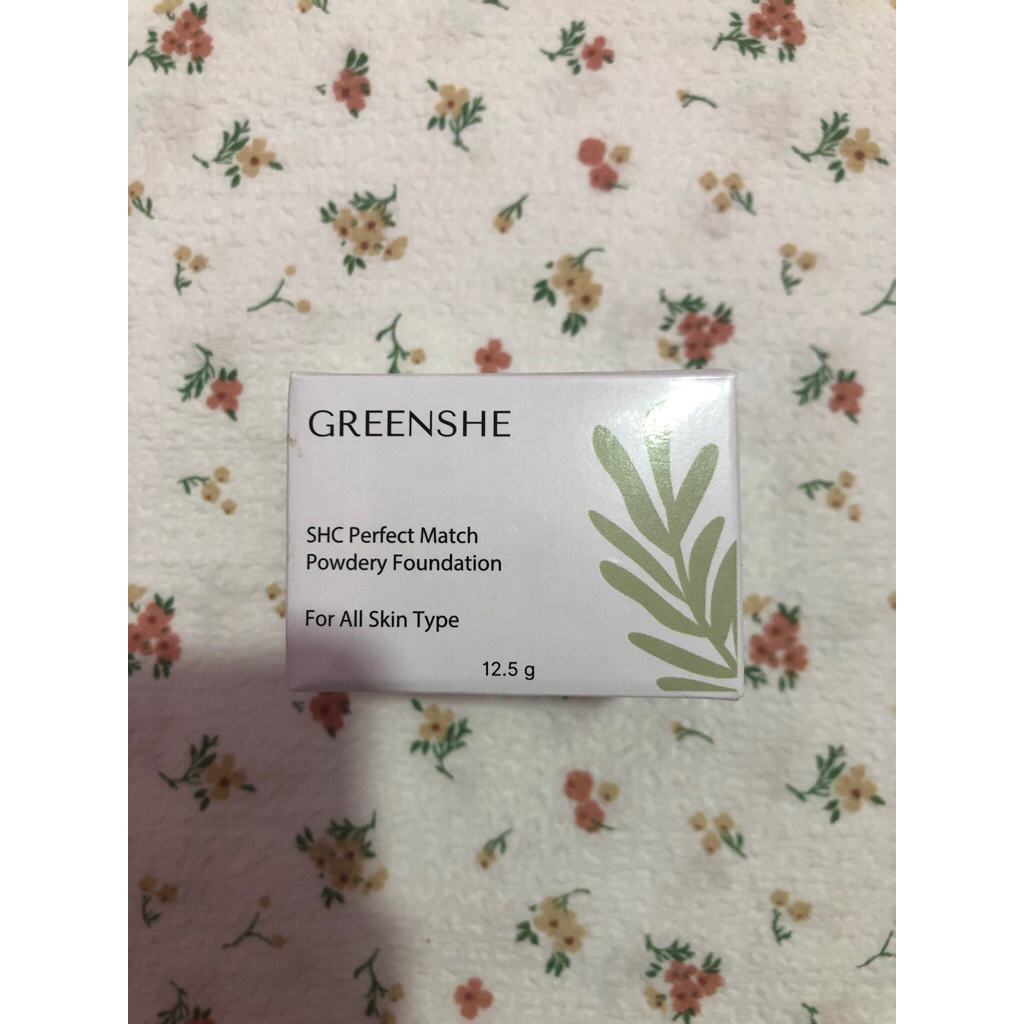 GREENSHE
SHC Perfect Match
Powdery Foundation
For All Skin Type
12.5 g